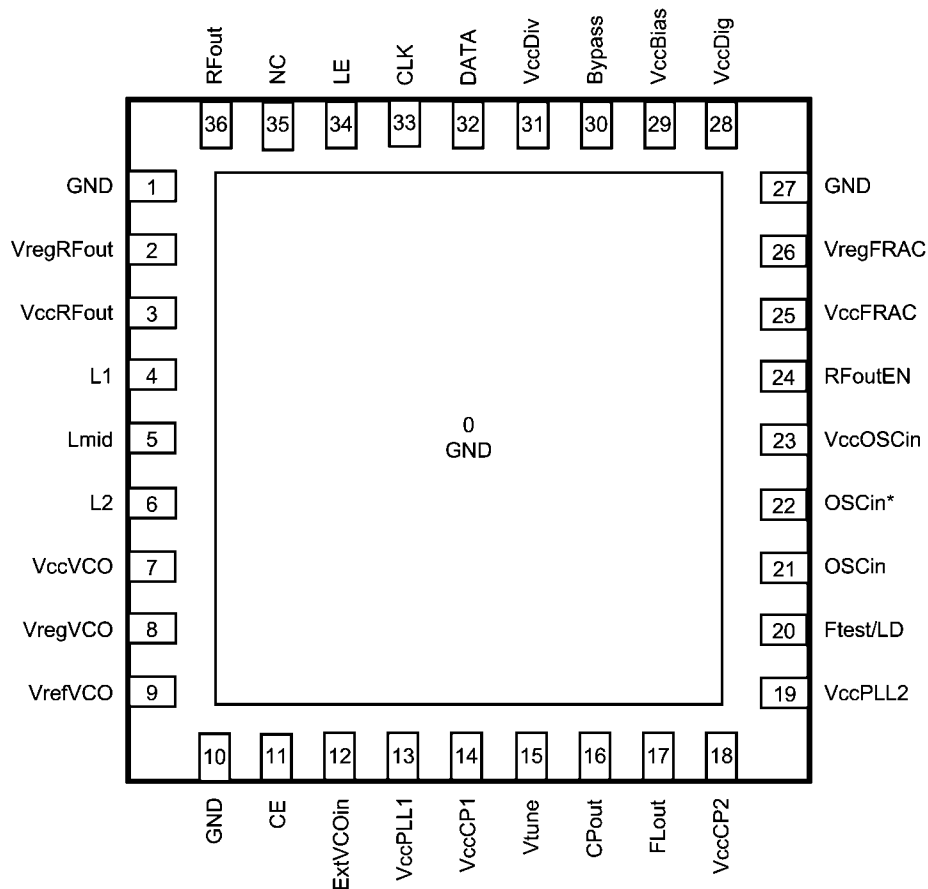 RFout
NC
LE
CLK
DATA
VccDiv
Bypass
VccBias
VccDig
36
35
34
33
32
31
30
29
28
GND 1
27 GND
VregRFout 2
26 VregFRAC
VccRFout 3
25 VccFRAC
L1 4
24 RFoutEN
Lmid 5
0
GND
23 VccOSCin
L2 6
22 OSCin*
VccVCO 7
21 OSCin
VregVCO 8
20 Ftest/LD
VrefVCO 9
19 VccPLL2
10
11
12
13
14
15
16
17
18
GND
CE
ExtVCOin
VccPLL1
VccCP1
Vtune
CPout
FLout
VccCP2